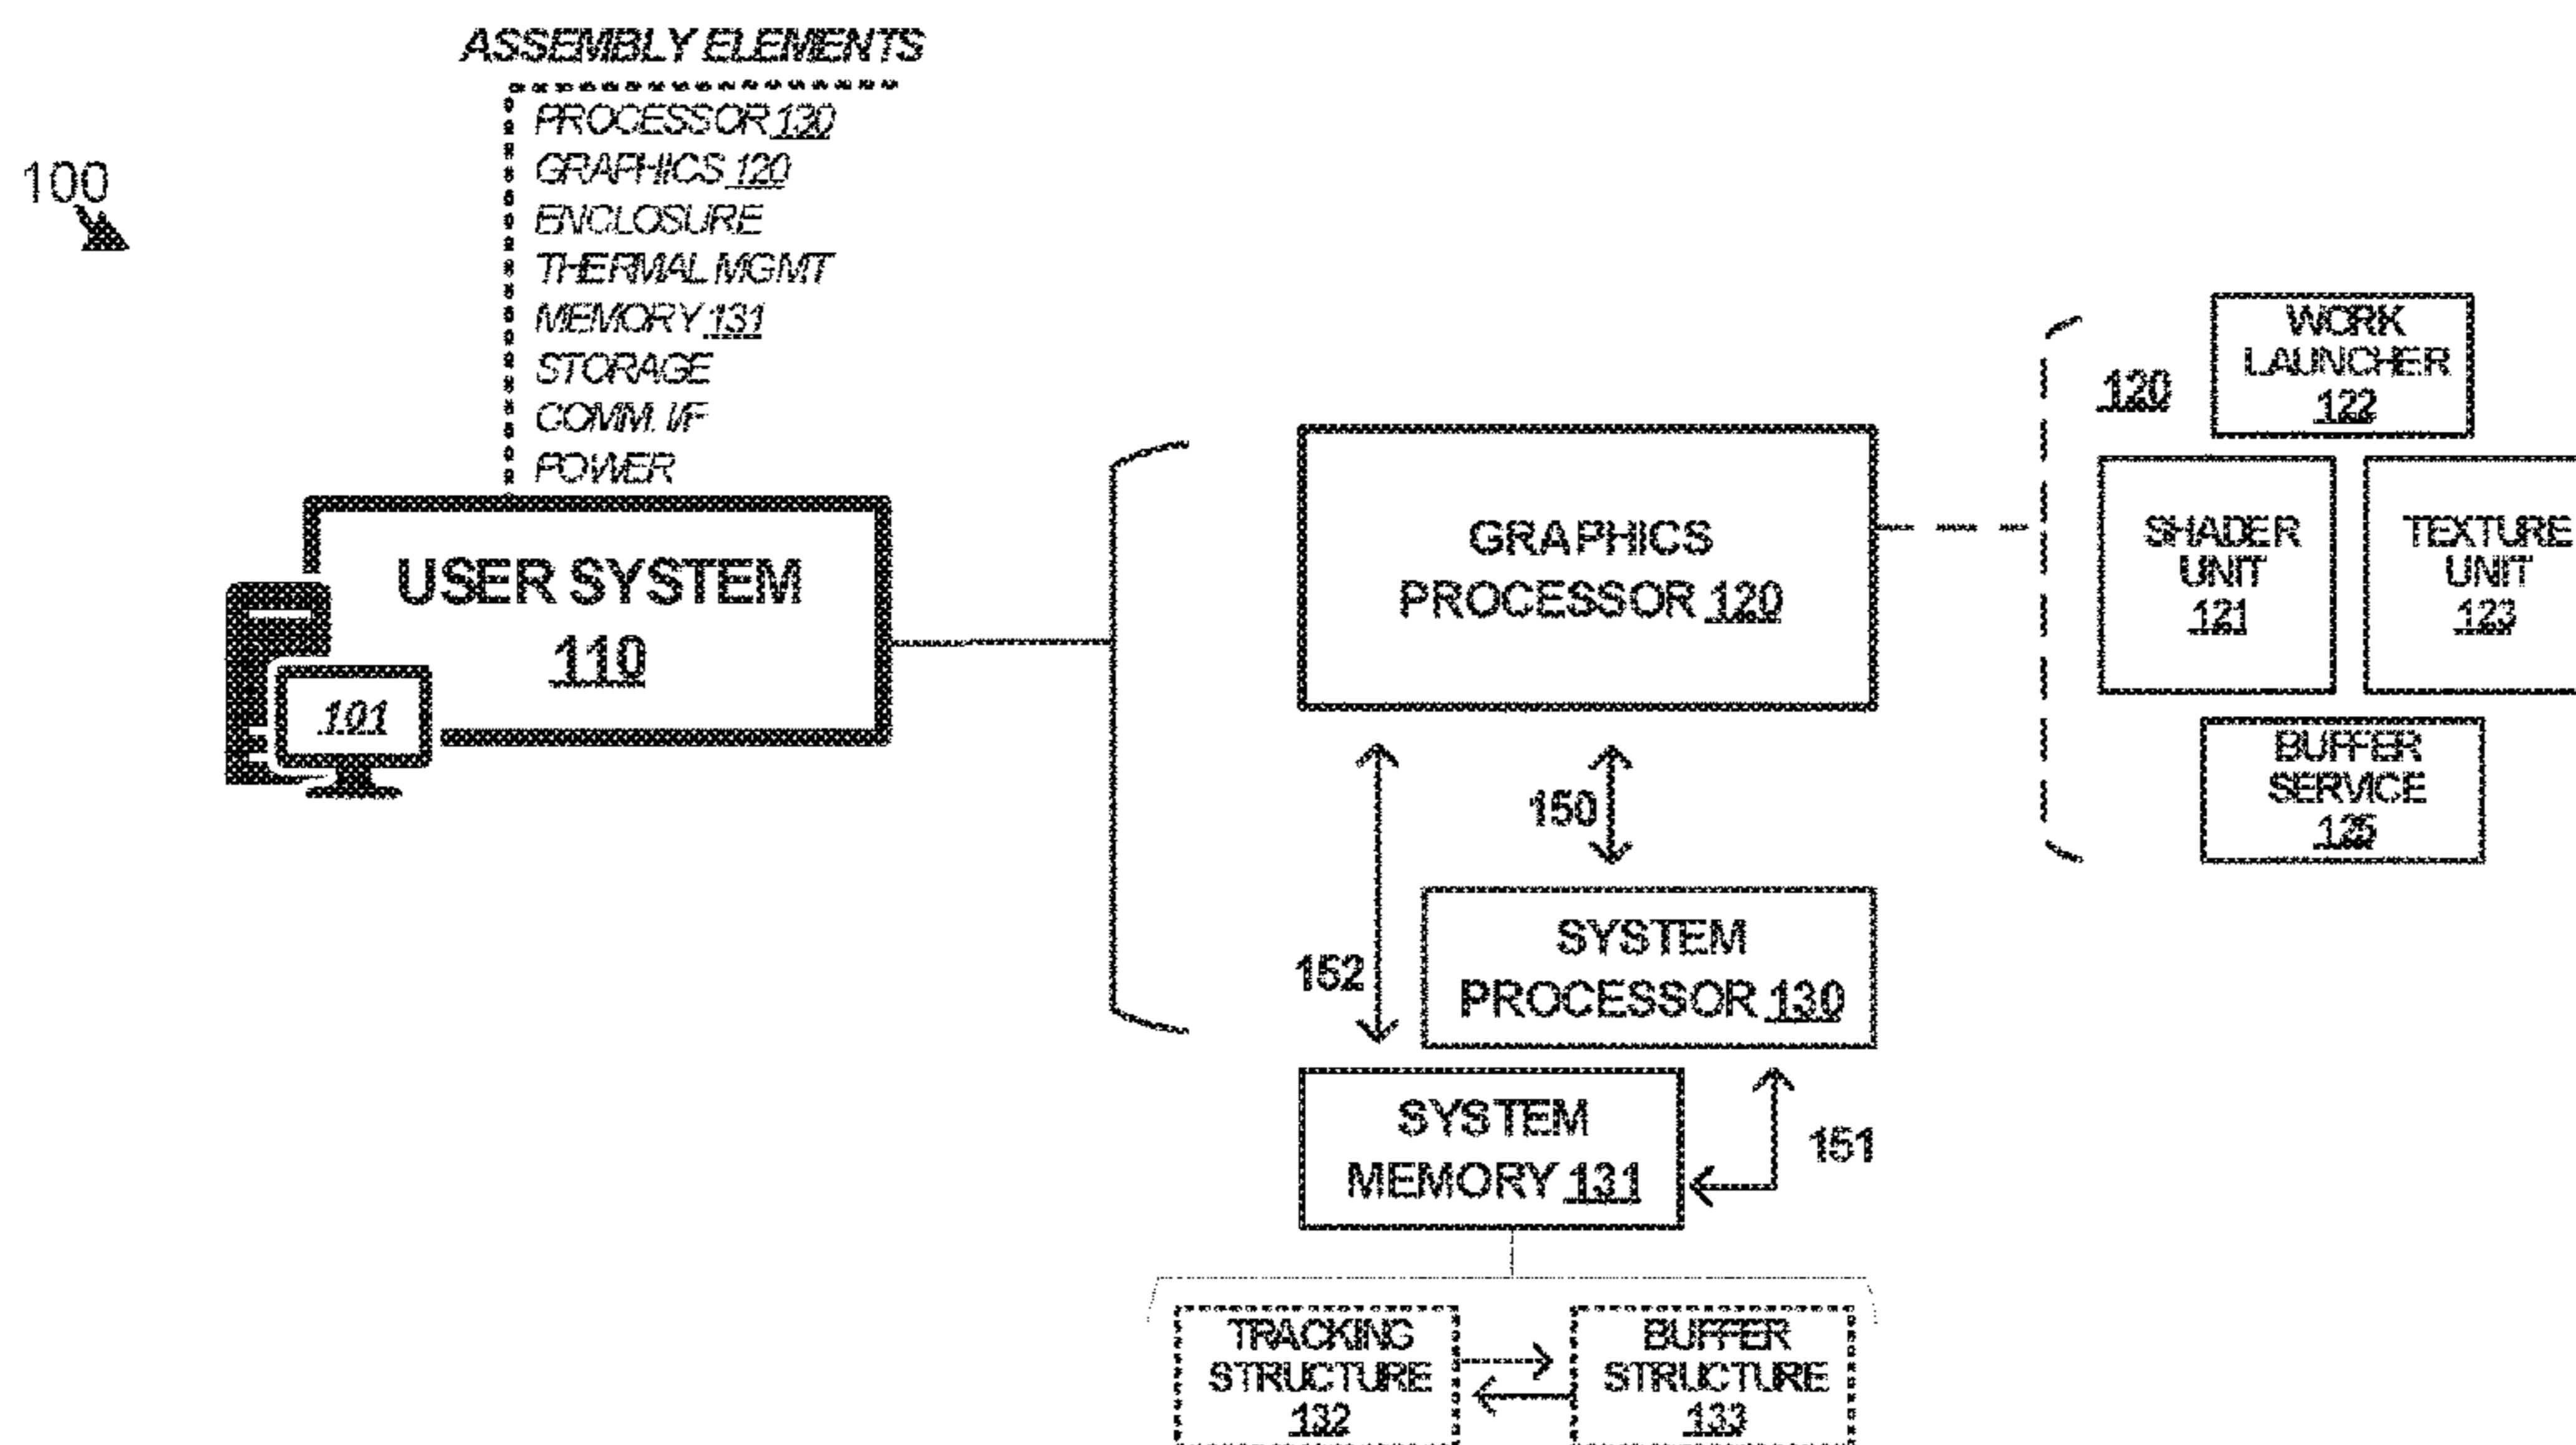 ASSEMBLY ELEMENTS
PROCESSOR 130
GRAPHICS 120
ENCLOSURE
THERMAL MGMT
MEMORY 131
STORAGE
COMM. I/F
POWER
100
USER SYSTEM
110
101
GRAPHICS
PROCESSOR 120
120
WORK
LAUNCHER
122
SHADER
UNIT
121
TEXTURE
UNIT
123
BUFFER
SERVICE
125
150
152
SYSTEM
PROCESSOR 130
SYSTEM
MEMORY 131
151
TRACKING
STRUCTURE
132
BUFFER
STRUCTURE
133